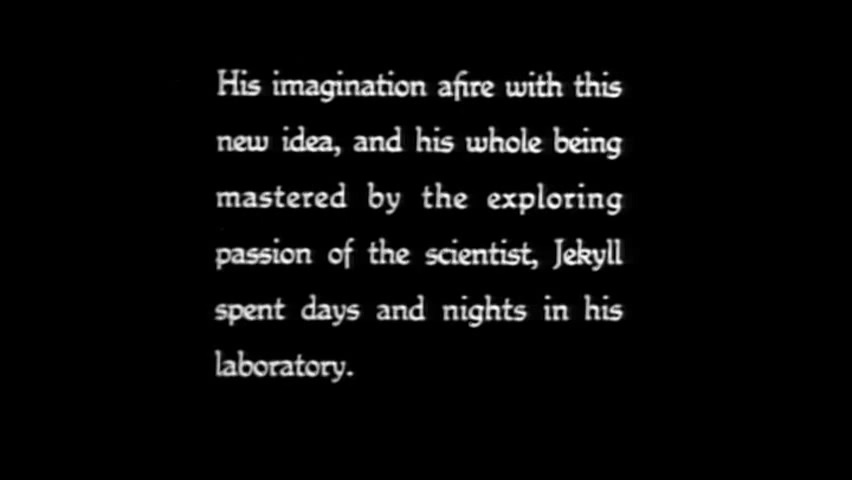 His imagination afire with this
new idea, and his whole being
mastered by the exploring
passion of the scientist, Jekyll
spent days and nights in his
laboratory.